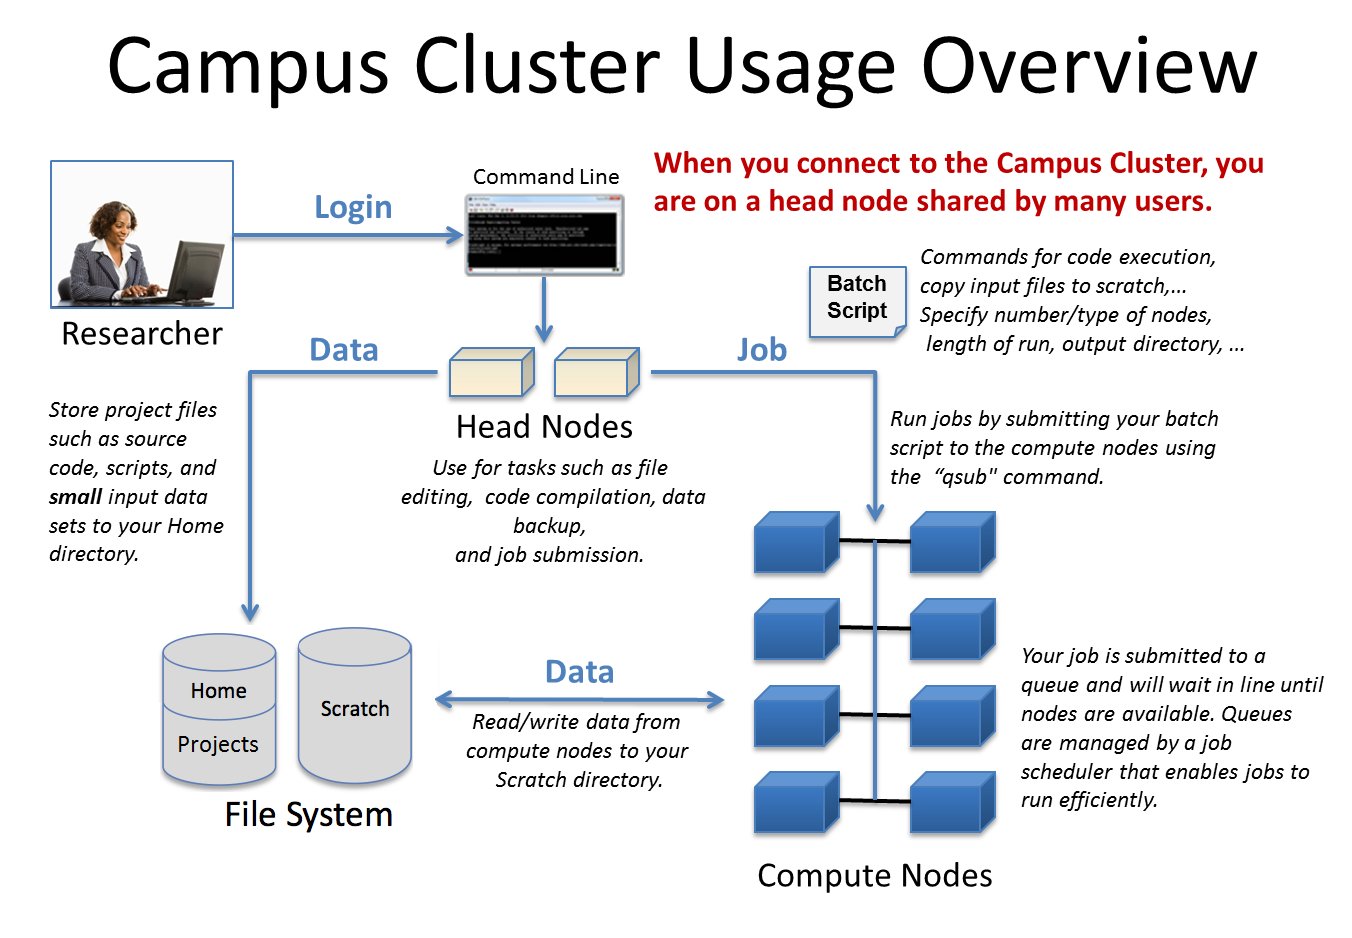 Campus Cluster Usage Overview
When you connect to the Campus Cluster, you
are on a head node shared by many users.
Command Line
Login
Researcher
Batch
Script
Commands for code execution,
copy input files to scratch,...
Specify number/type of nodes,
length of run, output directory, ...
Data
Job
Head Nodes
Use for tasks such as file
editing, code compilation, data
backup,
and job submission.
Store project files
such as source
code, scripts, and
small input data
sets to your Home
directory.
Run jobs by submitting your batch
script to the compute nodes using
the “qsub" command.
Home
Projects
Scratch
File System
Data
Read/write data from
compute nodes to your
Scratch directory.
Your job is submitted to a
queue and will wait in line until
nodes are available. Queues
are managed by a job
scheduler that enables jobs to
run efficiently.
Compute Nodes